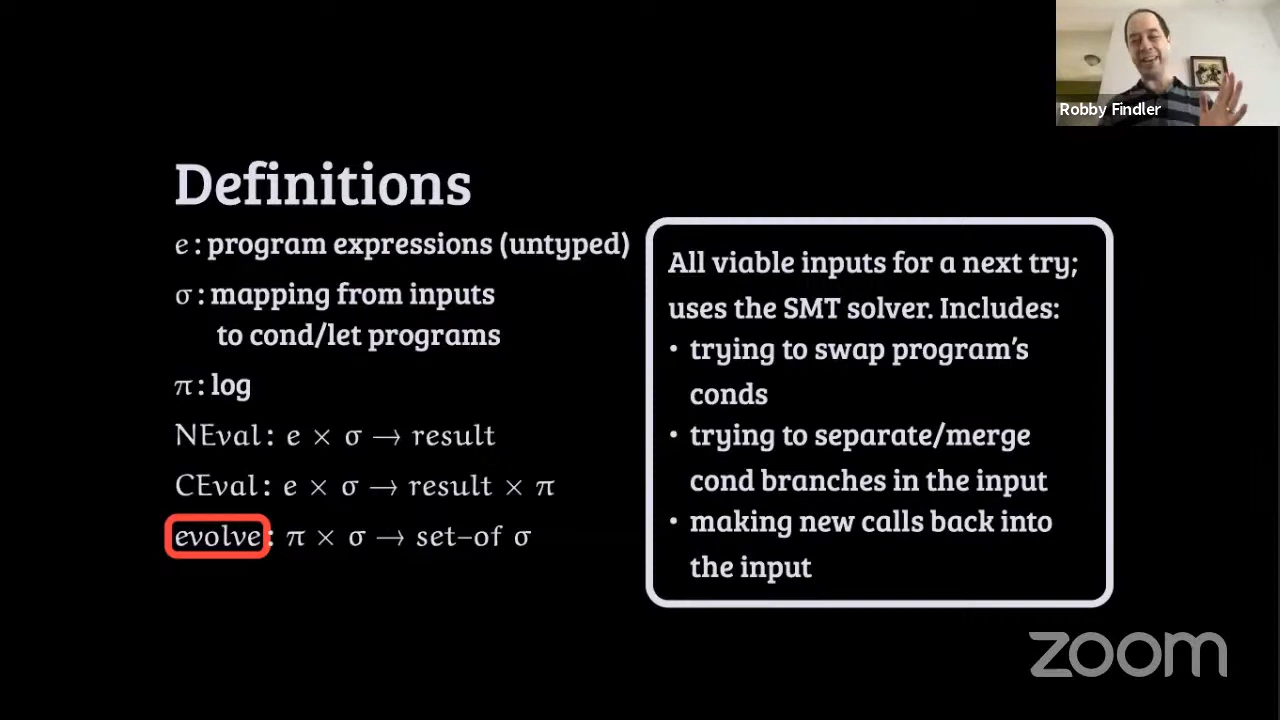 Robby Findler
Definitions
e : program expressions (untyped)
σ : mapping from inputs
to cond/let programs
π : log
NEval : e × σ → result
CEval : e × σ → result × π
evolve : π × σ → set-of σ
All viable inputs for a next try;
uses the SMT solver. Includes:
• trying to swap program’s
conds
• trying to separate/merge
cond branches in the input
• making new calls back into
the input
zoom